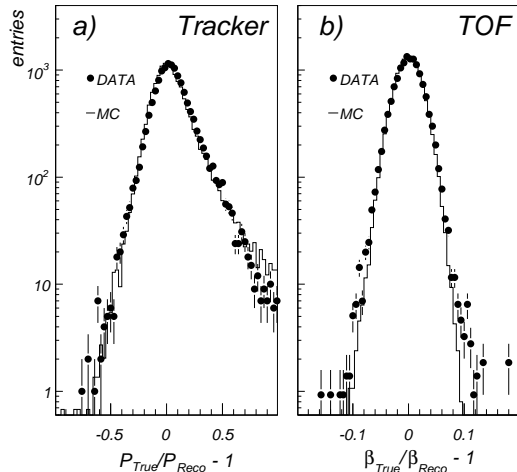 a) Tracker
b) TOF
entries
DATA
MC
DATA
MC
10³
10²
10
1
-0.5 0 0.5
-0.1 0 0.1
P_True/P_Reco - 1
β_True/β_Reco - 1